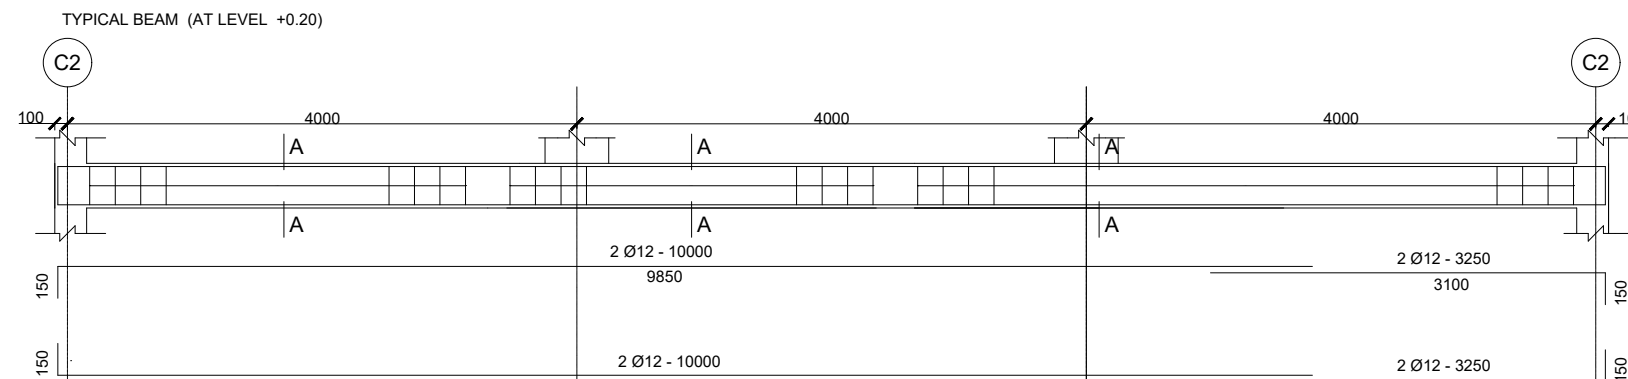 TYPICAL BEAM (AT LEVEL +0.20)
C2 C2
100 4000 4000 4000
A A A
A A A
2 Ø12 - 10000 2 Ø12 - 3250
150 9850 3100 150
150 2 Ø12 - 10000 2 Ø12 - 3250 150